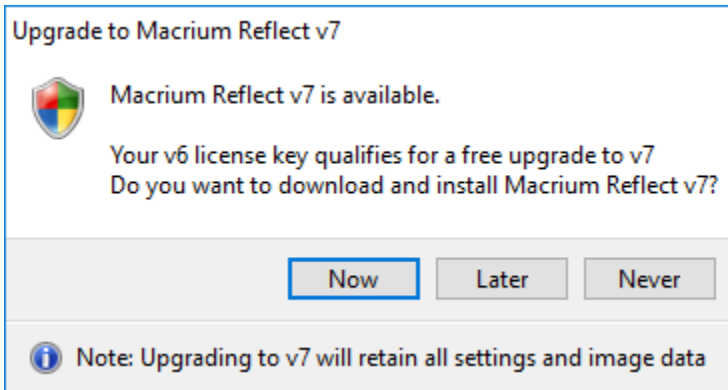 Upgrade to Macrium Reflect v7
Macrium Reflect v7 is available.
Your v6 license key qualifies for a free upgrade to v7
Do you want to download and install Macrium Reflect v7?
Now Later Never
Note: Upgrading to v7 will retain all settings and image data